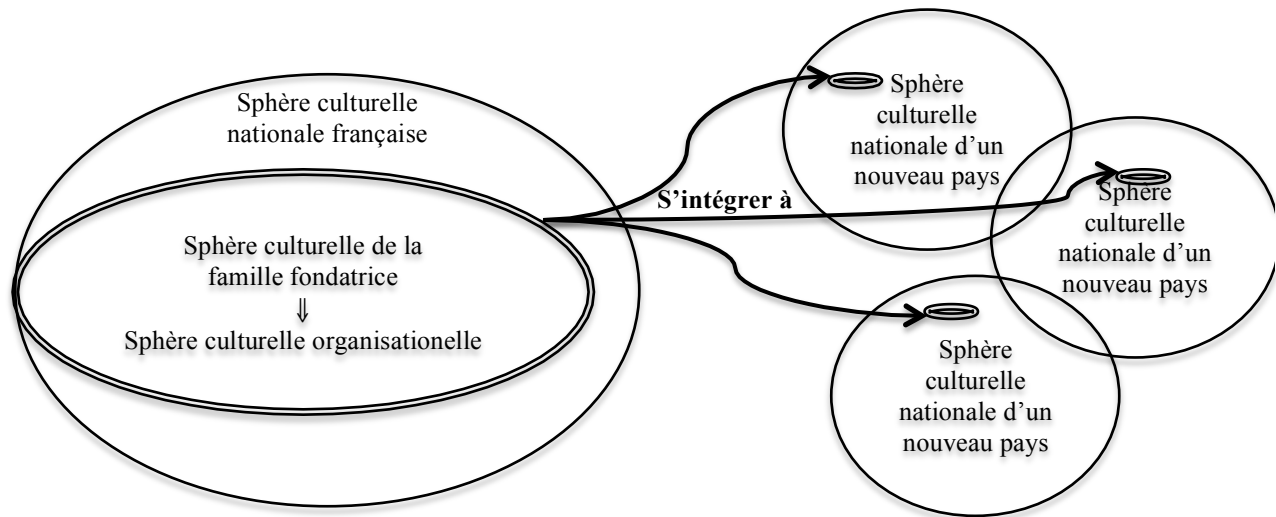 Sphère culturelle
nationale française
Sphère culturelle de la
famille fondatrice
⇓
Sphère culturelle organisationelle
S'intégrer à
Sphère
culturelle
nationale d'un
nouveau pays
Sphère
culturelle
nationale d'un
nouveau pays
Sphère
culturelle
nationale d'un
nouveau pays